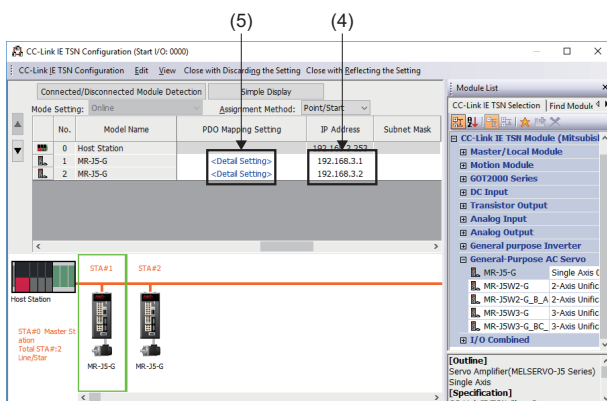 (5) (4)
CC-Link IE TSN Configuration (Start I/O: 0000)
CC-Link IE TSN Configuration Edit View Close with Discarding the Setting Close with Reflecting the Setting
Connected/Disconnected Module Detection Simple Display
Mode Setting: Online Assignment Method: Point/Start
No. Model Name PDO Mapping Setting IP Address Subnet Mask
0 Host Station 192.168.3.253
1 MR-J5-G <Detail Setting> 192.168.3.1
2 MR-J5-G <Detail Setting> 192.168.3.2
STA#1 STA#2
Host Station
STA#0 Master St
ation
Total STA#:2
Line/Star
MR-J5-G MR-J5-G
Module List
CC-Link IE TSN Selection Find Module
CC-Link IE TSN Module (Mitsubis
Master/Local Module
Motion Module
GOT2000 Series
DC Input
Transistor Output
Analog Input
Analog Output
General purpose Inverter
General-Purpose AC Servo
MR-J5-G Single Axis
MR-J5W2-G 2-Axis Unific
MR-J5W2-G_B_A 2-Axis Unific
MR-J5W3-G 3-Axis Unific
MR-J5W3-G_BC_ 3-Axis Unific
I/O Combined
[Outline]
Servo Amplifier(MELSERVO-J5 Series)
Single Axis
[Specification]